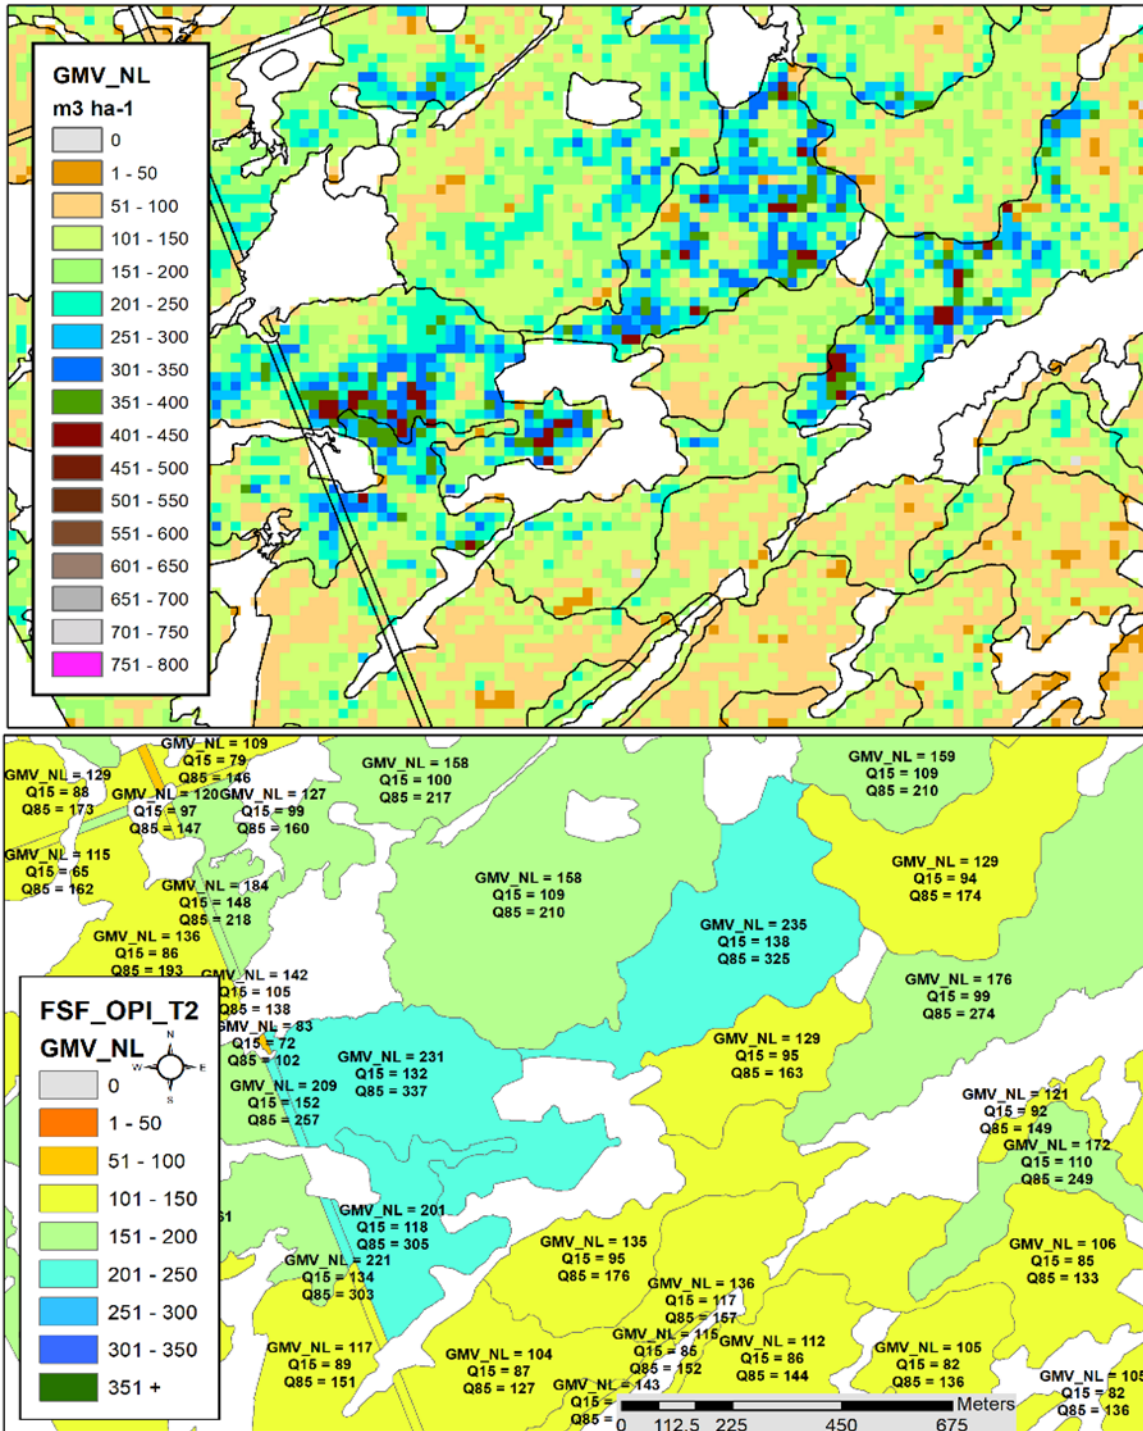 GMV_NL
m3 ha-1
0
1 - 50
51 - 100
101 - 150
151 - 200
201 - 250
251 - 300
301 - 350
351 - 400
401 - 450
451 - 500
501 - 550
551 - 600
601 - 650
651 - 700
701 - 750
751 - 800
GMV_NL = 109
Q15 = 79
Q85 = 146
GMV_NL = 129
Q15 = 88
Q85 = 173
GMV_NL = 120
Q15 = 97
Q85 = 147
GMV_NL = 127
Q15 = 99
Q85 = 160
GMV_NL = 158
Q15 = 100
Q85 = 217
GMV_NL = 159
Q15 = 109
Q85 = 210
GMV_NL = 115
Q15 = 65
Q85 = 162
GMV_NL = 184
Q15 = 148
Q85 = 218
GMV_NL = 158
Q15 = 109
Q85 = 210
GMV_NL = 129
Q15 = 94
Q85 = 174
GMV_NL = 136
Q15 = 86
Q85 = 193
GMV_NL = 235
Q15 = 138
Q85 = 325
GMV_NL = 142
Q15 = 105
Q85 = 138
GMV_NL = 176
Q15 = 99
Q85 = 274
GMV_NL = 83
Q15 = 72
Q85 = 102
GMV_NL = 231
Q15 = 132
Q85 = 337
GMV_NL = 129
Q15 = 95
Q85 = 163
GMV_NL = 209
Q15 = 152
Q85 = 257
GMV_NL = 121
Q15 = 92
Q85 = 149
GMV_NL = 172
Q15 = 110
Q85 = 249
GMV_NL = 201
Q15 = 118
Q85 = 305
GMV_NL = 221
Q15 = 134
Q85 = 303
GMV_NL = 135
Q15 = 95
Q85 = 176
GMV_NL = 106
Q15 = 85
Q85 = 133
GMV_NL = 136
Q15 = 117
Q85 = 157
GMV_NL = 115
Q15 = 85
Q85 = 152
GMV_NL = 112
Q15 = 86
Q85 = 144
GMV_NL = 117
Q15 = 89
Q85 = 151
GMV_NL = 104
Q15 = 87
Q85 = 127
GMV_NL = 105
Q15 = 82
Q85 = 136
GMV_NL = 143
Q15 =
Q85 =
GMV_NL = 105
Q15 = 82
Q85 = 136
FSF_OPI_T2
GMV_NL
N
W E
S
0
1 - 50
51 - 100
101 - 150
151 - 200
201 - 250
251 - 300
301 - 350
351 +
61
Meters
0 112.5 225 450 675